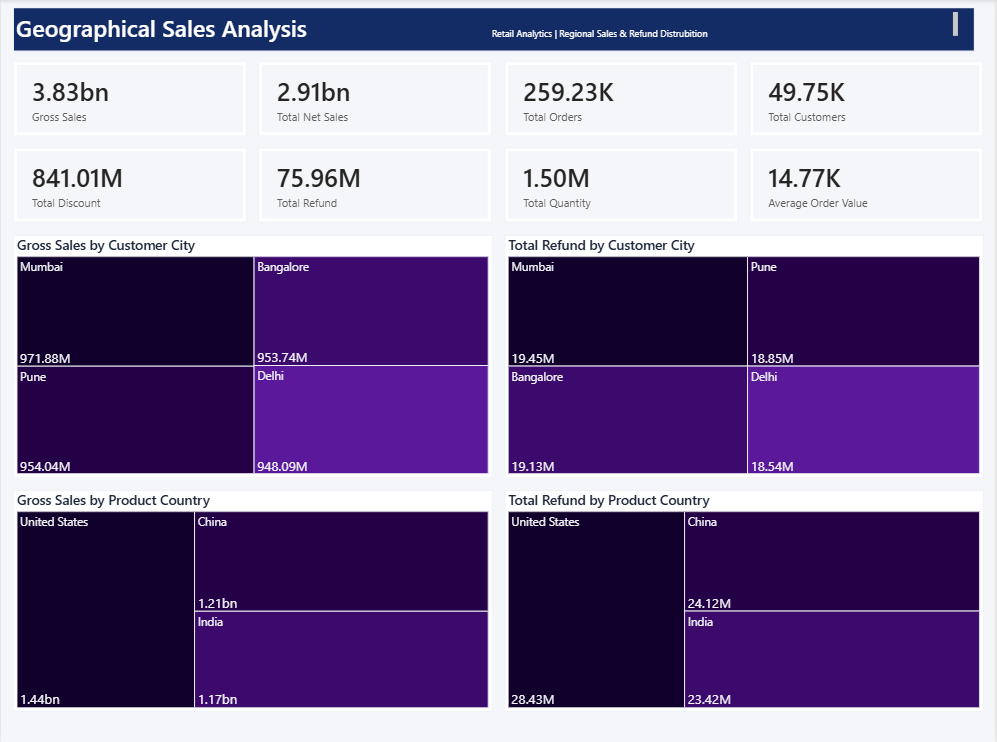 Geographical Sales Analysis
Retail Analytics | Regional Sales & Refund Distrubition
3.83bn
Gross Sales
2.91bn
Total Net Sales
259.23K
Total Orders
49.75K
Total Customers
841.01M
Total Discount
75.96M
Total Refund
1.50M
Total Quantity
14.77K
Average Order Value
Gross Sales by Customer City
Mumbai
971.88M
Bangalore
953.74M
Pune
954.04M
Delhi
948.09M
Total Refund by Customer City
Mumbai
19.45M
Pune
18.85M
Bangalore
19.13M
Delhi
18.54M
Gross Sales by Product Country
United States
1.44bn
China
1.21bn
India
1.17bn
Total Refund by Product Country
United States
28.43M
China
24.12M
India
23.42M